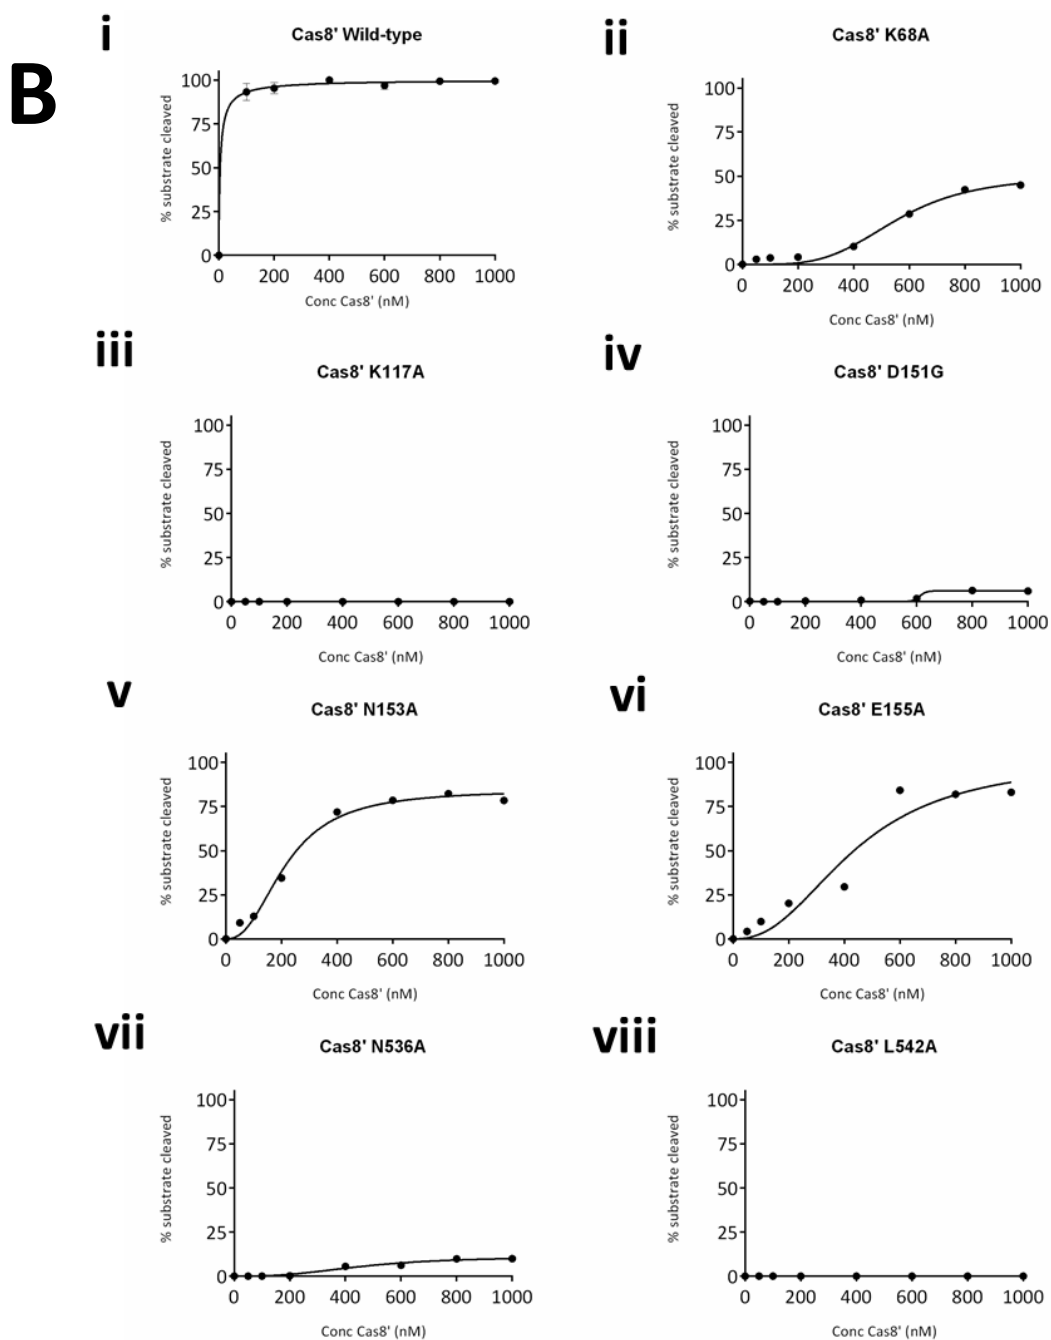 B
i
Cas8' Wild-type
% substrate cleaved
100
75
50
25
0
0 200 400 600 800 1000
Conc Cas8' (nM)
ii
Cas8' K68A
% substrate cleaved
100
75
50
25
0
0 200 400 600 800 1000
Conc Cas8' (nM)
iii
Cas8' K117A
% substrate cleaved
100
75
50
25
0
0 200 400 600 800 1000
Conc Cas8' (nM)
iv
Cas8' D151G
% substrate cleaved
100
75
50
25
0
0 200 400 600 800 1000
Conc Cas8' (nM)
v
Cas8' N153A
% substrate cleaved
100
75
50
25
0
0 200 400 600 800 1000
Conc Cas8' (nM)
vi
Cas8' E155A
% substrate cleaved
100
75
50
25
0
0 200 400 600 800 1000
Conc Cas8' (nM)
vii
Cas8' N536A
% substrate cleaved
100
75
50
25
0
0 200 400 600 800 1000
Conc Cas8' (nM)
viii
Cas8' L542A
% substrate cleaved
100
75
50
25
0
0 200 400 600 800 1000
Conc Cas8' (nM)